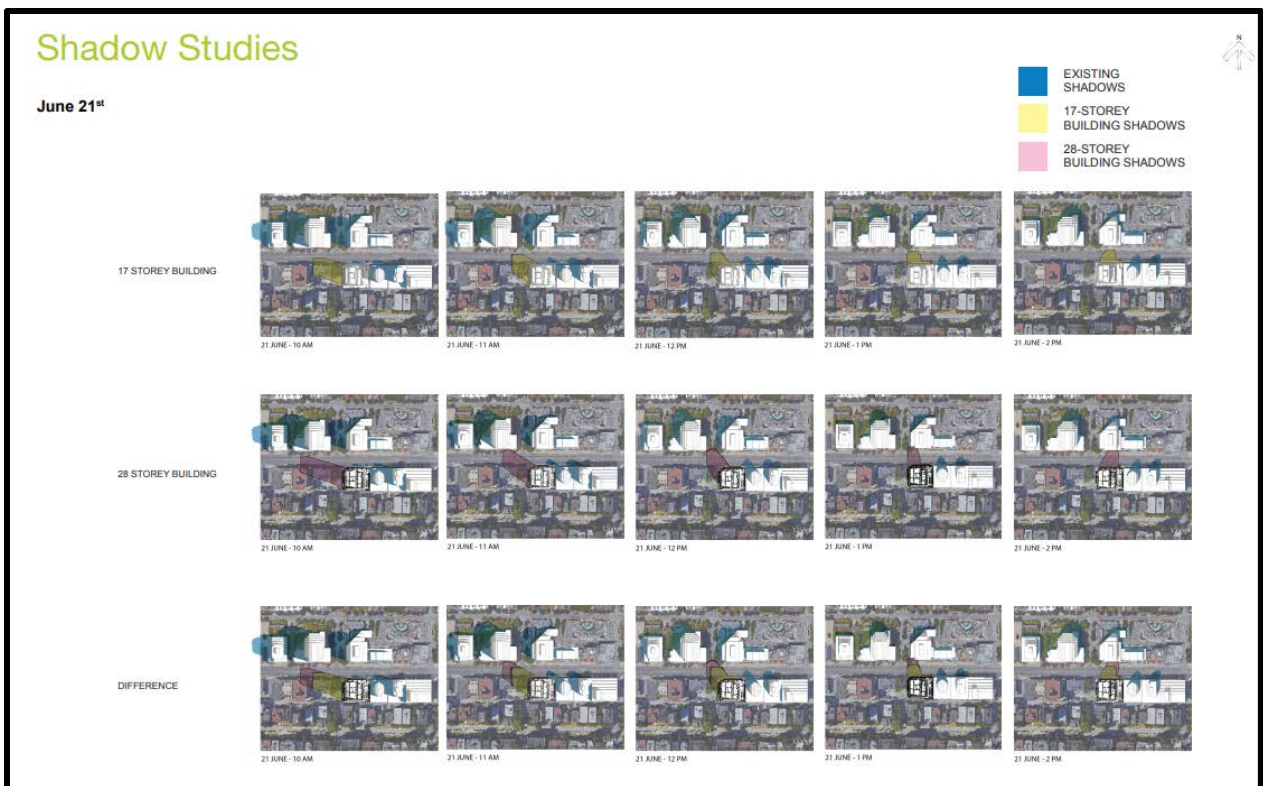 Shadow Studies
N
June 21st
EXISTING
SHADOWS
17-STOREY
BUILDING SHADOWS
28-STOREY
BUILDING SHADOWS
17 STOREY BUILDING
21 JUNE - 10 AM
21 JUNE - 11 AM
21 JUNE - 12 PM
21 JUNE - 1 PM
21 JUNE - 2 PM
28 STOREY BUILDING
21 JUNE - 10 AM
21 JUNE - 11 AM
21 JUNE - 12 PM
21 JUNE - 1 PM
21 JUNE - 2 PM
DIFFERENCE
21 JUNE - 10 AM
21 JUNE - 11 AM
21 JUNE - 12 PM
21 JUNE - 1 PM
21 JUNE - 2 PM